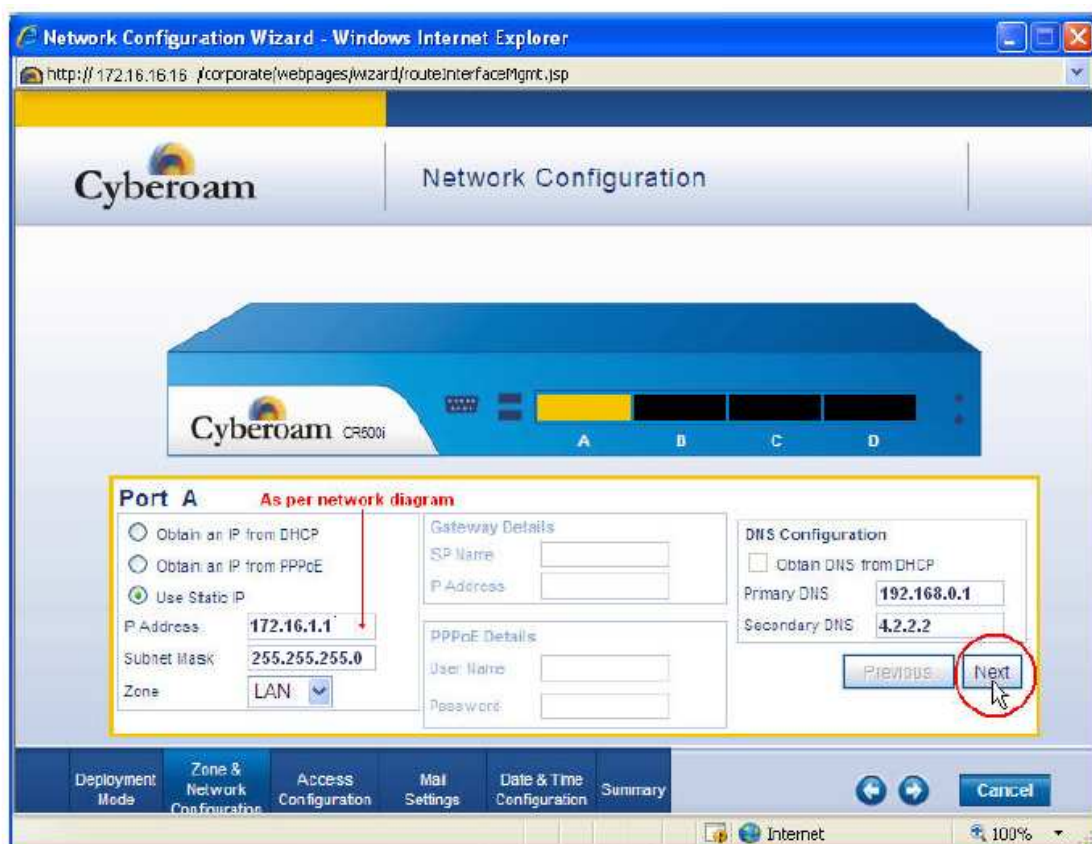 Network Configuration Wizard - Windows Internet Explorer
http://172.16.16.16 /corporate/webpages/wizard/routeInterfaceMgmt.jsp
Cyberoam
Network Configuration
Cyberoam CR500i
A B C D
Port A
As per network diagram
Obtain an IP from DHCP
Obtain an IP from PPPoE
Use Static IP
IP Address 172.16.1.1
Subnet Mask 255.255.255.0
Zone LAN
Gateway Details
ISP Name
IP Address
PPPoE Details
User Name
Password
DNS Configuration
Obtain DNS from DHCP
Primary DNS 192.168.0.1
Secondary DNS 4.2.2.2
Previous
Next
Deployment Mode
Zone & Network Configuration
Access Configuration
Mail Settings
Date & Time Configuration
Summary
Cancel
Internet
100%